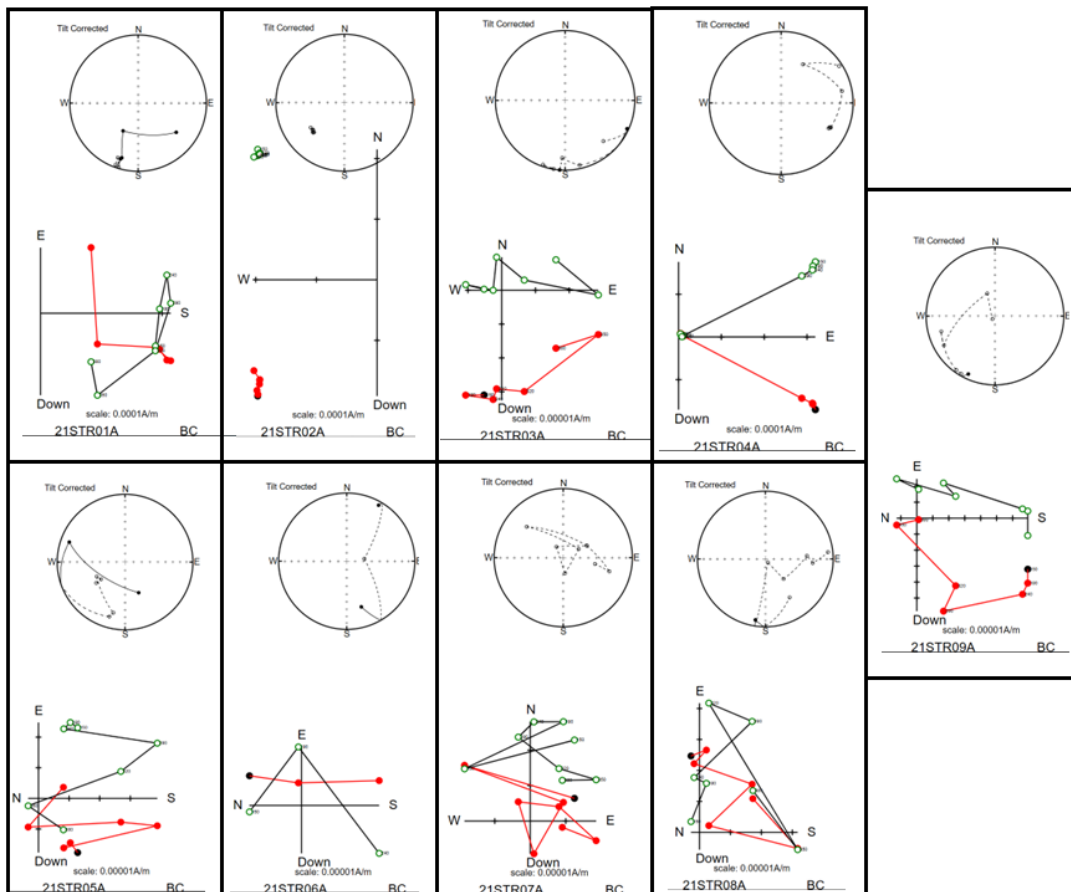 Tilt Corrected
N
W
E
S
E
S
Down
scale: 0.0001A/m
21STR01A BC
Tilt Corrected
N
W
S
N
W
Down
scale: 0.0001A/m
21STR02A BC
Tilt Corrected
N
W
E
S
N
W
E
Down
scale: 0.00001A/m
21STR03A BC
Tilt Corrected
N
W
E
S
N
E
Down
scale: 0.0001A/m
21STR04A BC
Tilt Corrected
N
W
E
S
E
N
S
Down
scale: 0.00001A/m
21STR09A BC
Tilt Corrected
N
W
E
S
E
N
S
Down
scale: 0.00001A/m
21STR05A BC
Tilt Corrected
N
W
E
S
E
N
S
Down
scale: 0.00001A/m
21STR06A BC
Tilt Corrected
N
W
E
S
N
W
E
Down
scale: 0.00001A/m
21STR07A BC
Tilt Corrected
N
W
E
S
E
N
S
Down
scale: 0.00001A/m
21STR08A BC